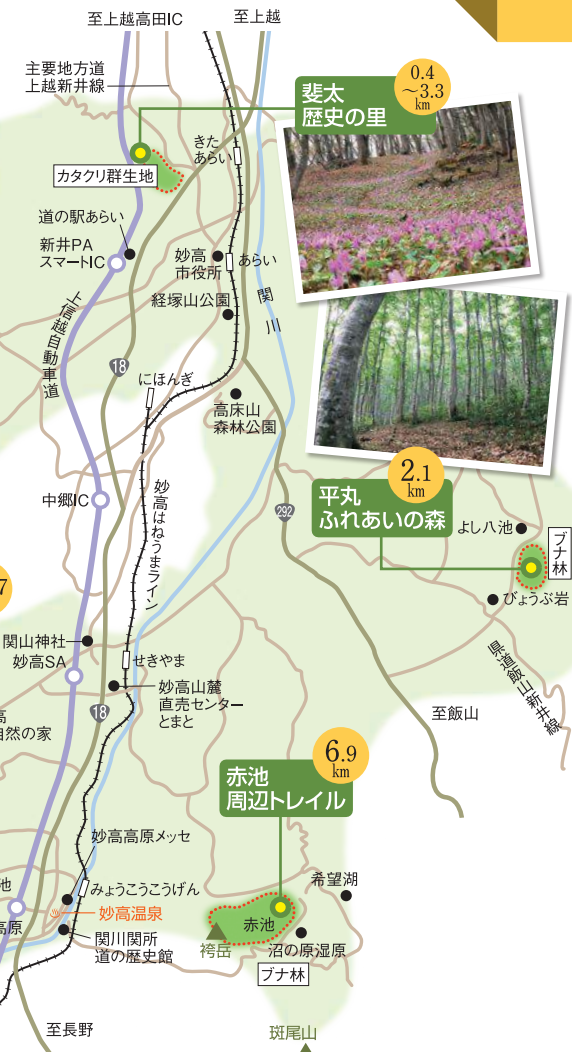 至上越高田IC
至上越
主要地方道
上越新井線
0.4
～3.3
km
斐太
歴史の里
きた
あらい
カタクリ群生地
道の駅あらい
新井PA
スマートIC
妙高
市役所
あらい
経塚山公園
関川
上信越自動車道
18
にほんぎ
高床山
森林公園
中郷IC
妙高はねうまライン
292
2.1
km
平丸
ふれあいの森
よし八池
ブナ林
びょうぶ岩
県道飯山新井線
7
関山神社
妙高SA
せきやま
18
妙高山麓
直売センター
とまと
至飯山
高
自然の家
6.9
km
赤池
周辺トレイル
妙高高原メッセ
池
みょうこうこうげん
希望湖
妙高温泉
赤池
高原
関川関所
道の歴史館
袴岳
沼の原湿原
ブナ林
至長野
斑尾山